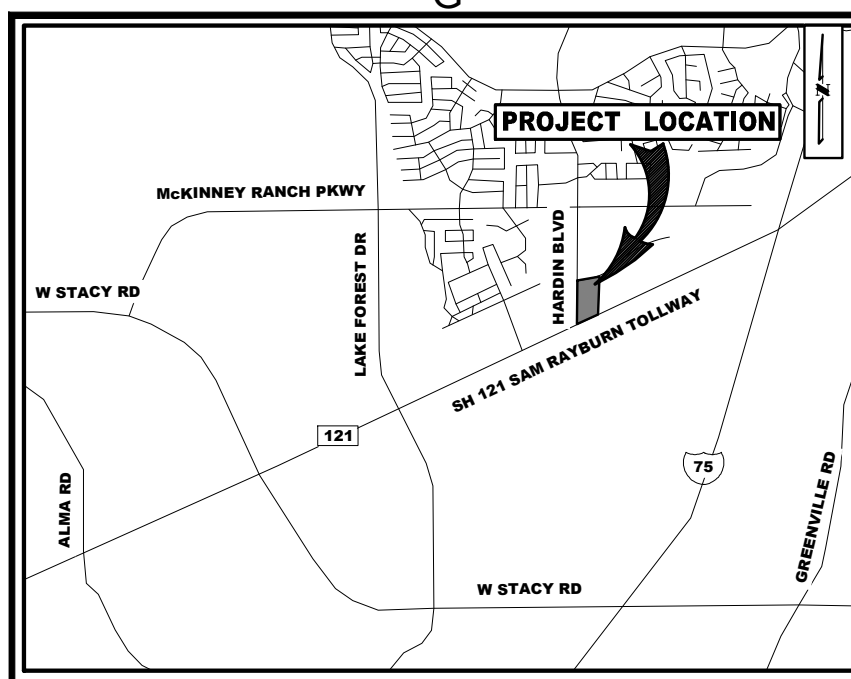 PROJECT LOCATION
N
McKINNEY RANCH PKWY
W STACY RD
LAKE FOREST DR
HARDIN BLVD
SH 121 SAM RAYBURN TOLLWAY
121
75
ALMA RD
GREENVILLE RD
W STACY RD